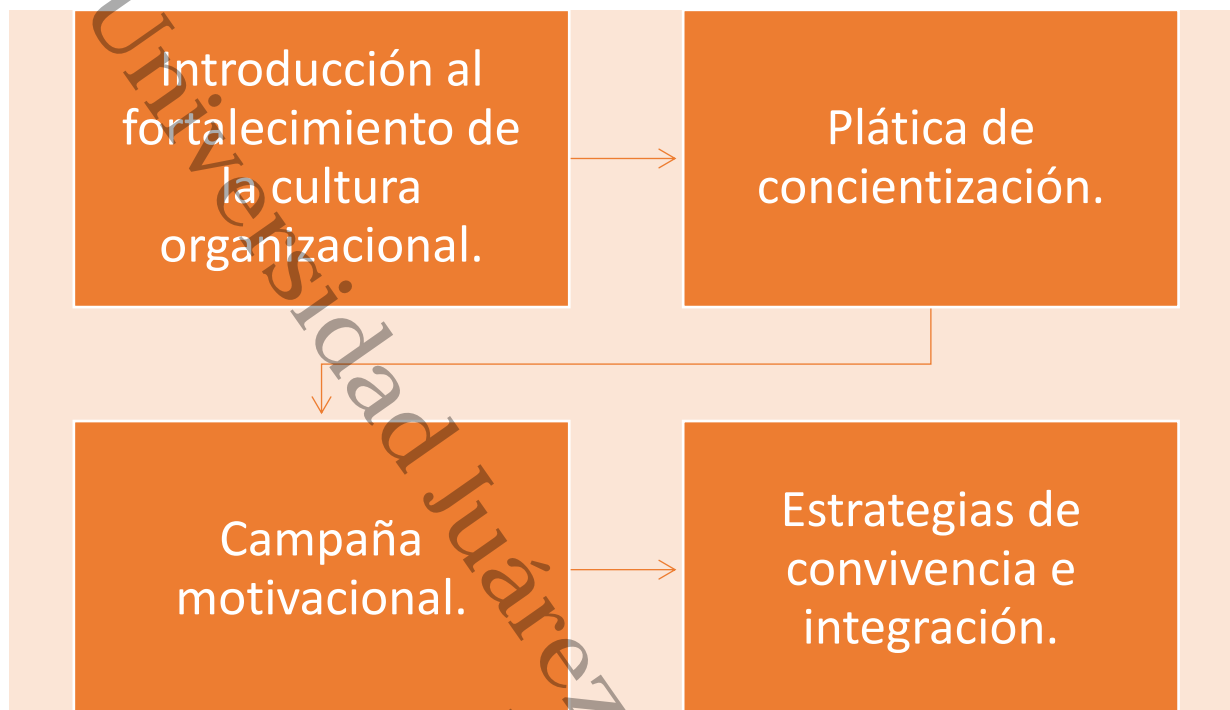 Introducción al
fortalecimiento de
la cultura
organizacional.
Plática de
concientización.
Campaña
motivacional.
Estrategias de
convivencia e
integración.
Universidad Juárez